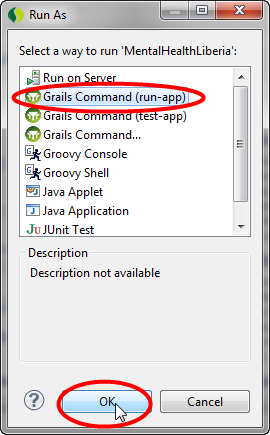 Run As
Select a way to run 'MentalHealthLiberia':
Run on Server
Grails Command (run-app)
Grails Command (test-app)
Grails Command...
Groovy Console
Groovy Shell
Java Applet
Java Application
JU JUnit Test
Description
Description not available
? OK Cancel